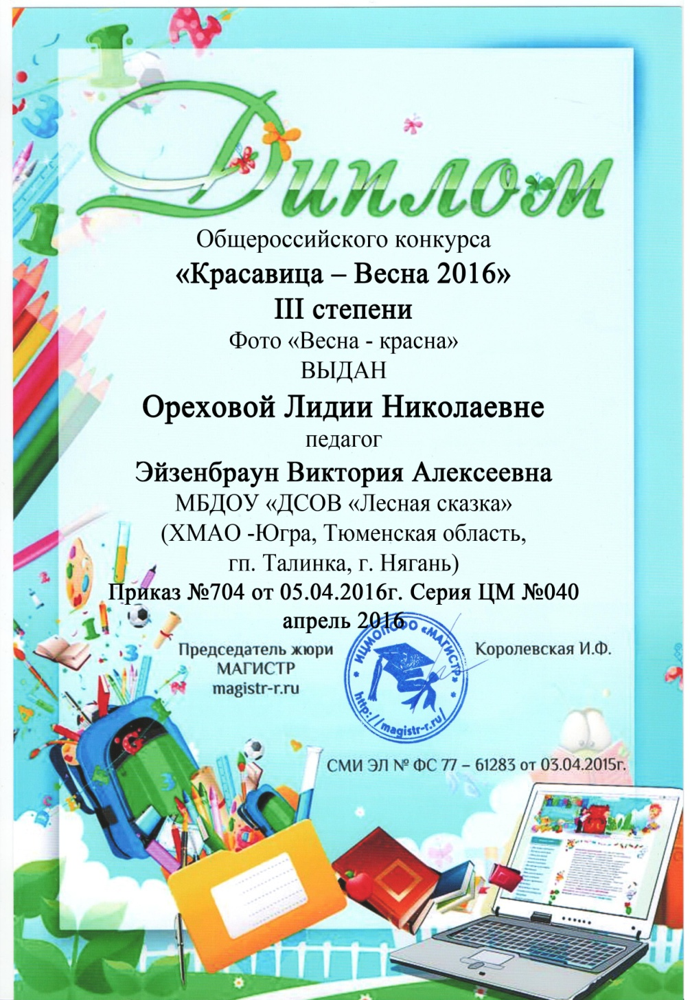 Диплом
Общероссийского конкурса
«Красавица – Весна 2016»
III степени
Фото «Весна - красна»
ВЫДАН
Ореховой Лидии Николаевне
педагог
Эйзенбраун Виктория Алексеевна
МБДОУ «ДСОВ «Лесная сказка»
(ХМАО -Югра, Тюменская область,
гп. Талинка, г. Нягань)
Приказ №704 от 05.04.2016г. Серия ЦМ №040
апрель 2016
Председатель жюри
МАГИСТР
magistr-r.ru
ИЦМОПСФО «МАГИСТР»
http://magistr-r.ru/
Королевская И.Ф.
СМИ ЭЛ № ФС 77 – 61283 от 03.04.2015г.